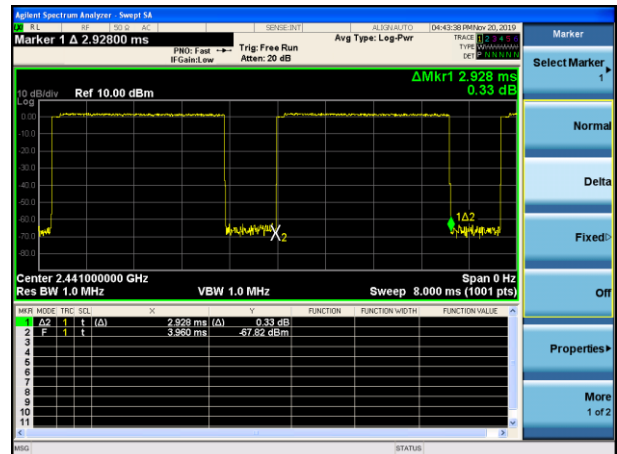 Agilent Spectrum Analyzer - Swept SA
RL RF 50 Ω AC SENSE:INT ALIGN AUTO 04:43:38 PM Nov 20, 2019
Marker 1 Δ 2.92800 ms
PNO: Fast
IFGain:Low
Trig: Free Run
Atten: 20 dB
Avg Type: Log-Pwr
TRACE 1 2 3 4 5 6
TYPE W
DET P N N N N N
Marker
Select Marker
1
Normal
Delta
Fixed
Off
Properties
More
1 of 2
ΔMkr1 2.928 ms
0.33 dB
10 dB/div Ref 10.00 dBm
Log
0.00
-10.0
-20.0
-30.0
-40.0
-50.0
-60.0
-70.0
-80.0
1Δ2
2
Center 2.441000000 GHz Span 0 Hz
Res BW 1.0 MHz VBW 1.0 MHz Sweep 8.000 ms (1001 pts)
MKR MODE TRC SCL X Y FUNCTION FUNCTION WIDTH FUNCTION VALUE
1 Δ2 1 t (Δ) 2.928 ms (Δ) 0.33 dB
2 F 1 t 3.960 ms -67.82 dBm
3
4
5
6
7
8
9
10
11
MSG STATUS